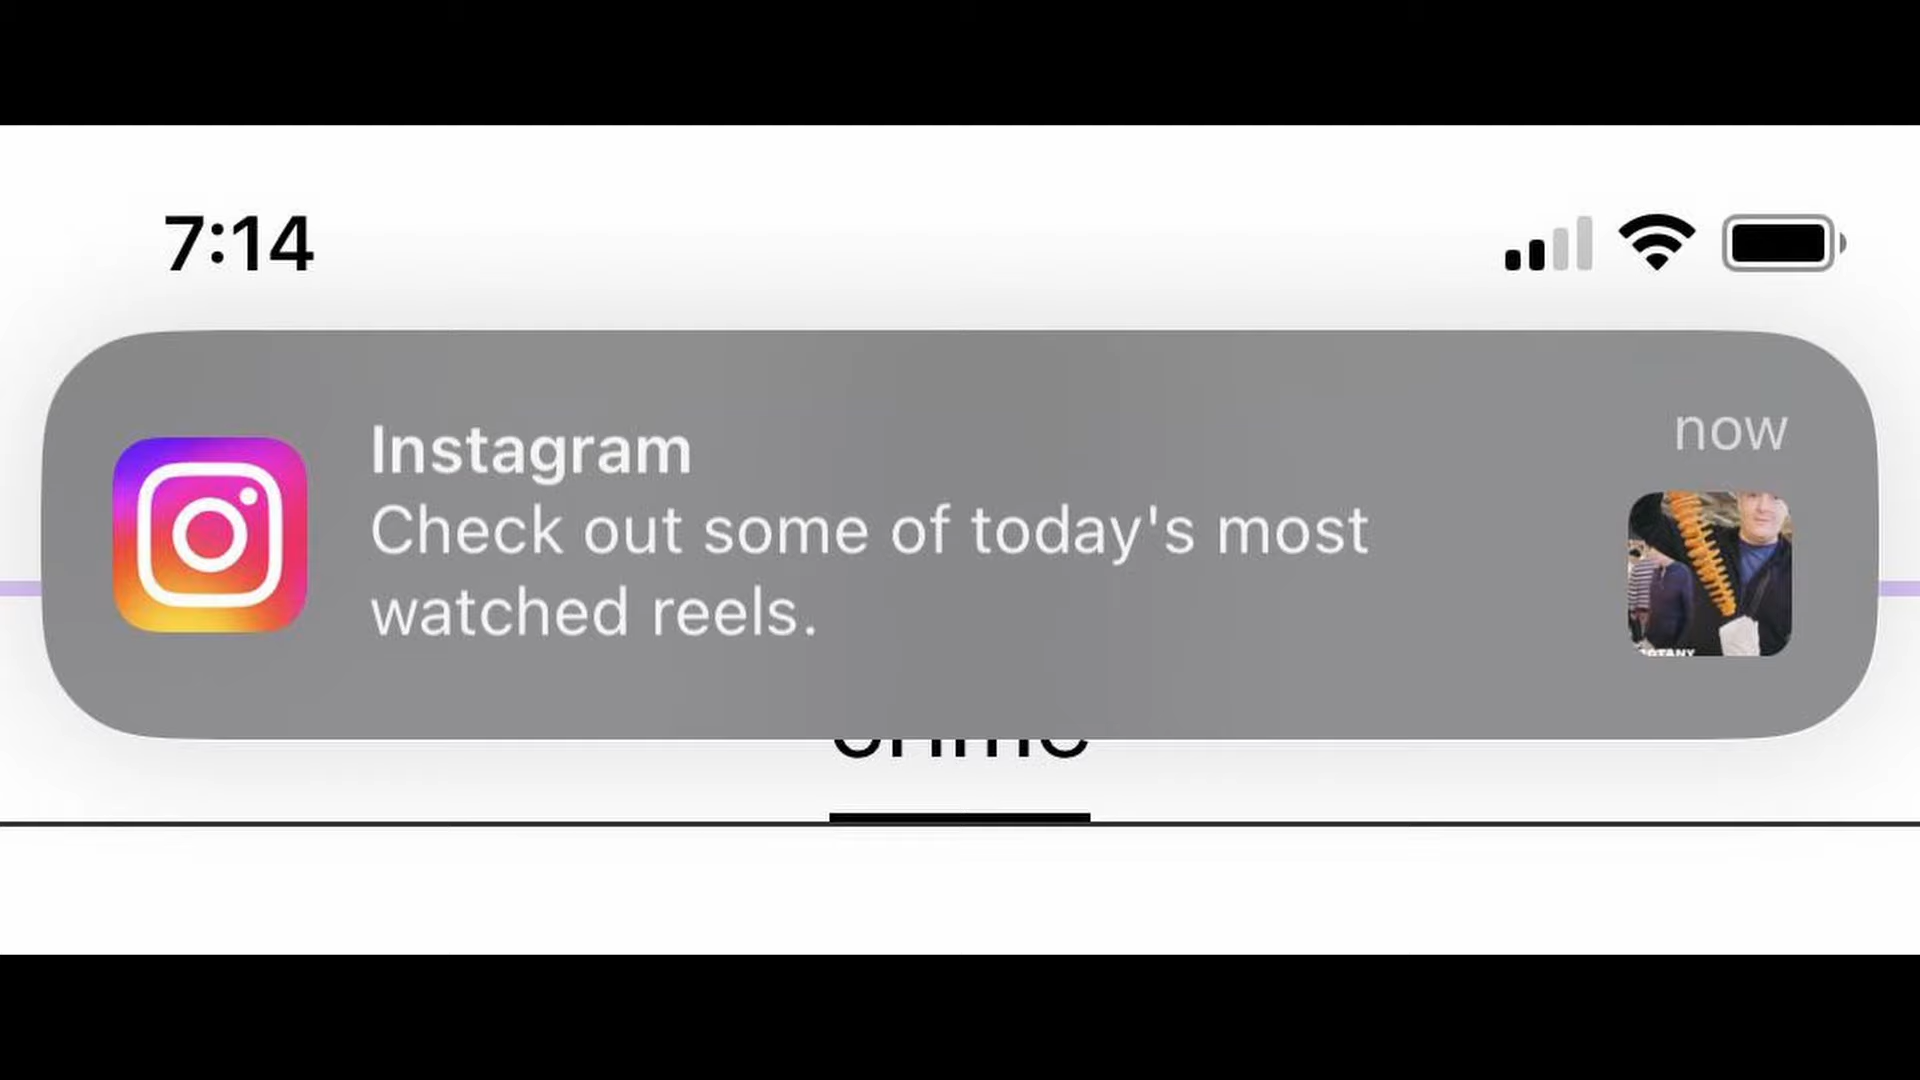 7:14
Instagram
now
Check out some of today's most
watched reels.